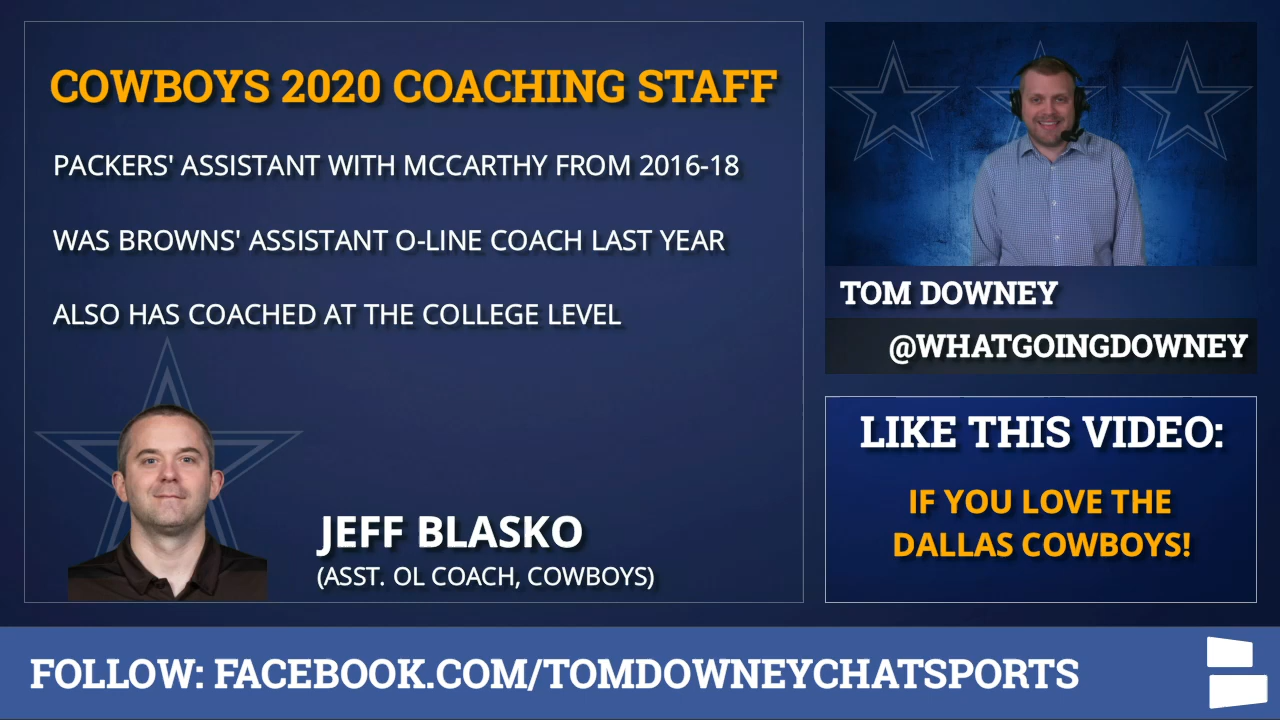 COWBOYS 2020 COACHING STAFF
PACKERS' ASSISTANT WITH MCCARTHY FROM 2016-18
WAS BROWNS' ASSISTANT O-LINE COACH LAST YEAR
ALSO HAS COACHED AT THE COLLEGE LEVEL
JEFF BLASKO
(ASST. OL COACH, COWBOYS)
TOM DOWNEY
@WHATGOINGDOWNEY
LIKE THIS VIDEO:
IF YOU LOVE THE
DALLAS COWBOYS!
FOLLOW: FACEBOOK.COM/TOMDOWNEYCHATSPORTS